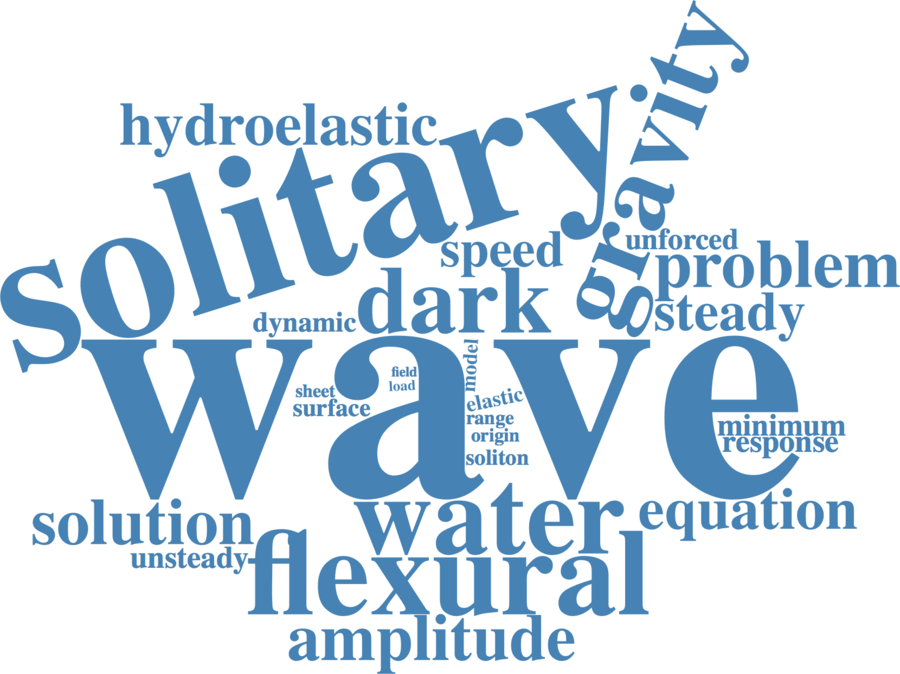 gravity
hydroelastic
solitary
unforced
speed
problem
dark
steady
dynamic
wave
model
field
load
sheet
elastic
surface
range
minimum
origin
response
soliton
water
equation
solution
unsteady
flexural
amplitude